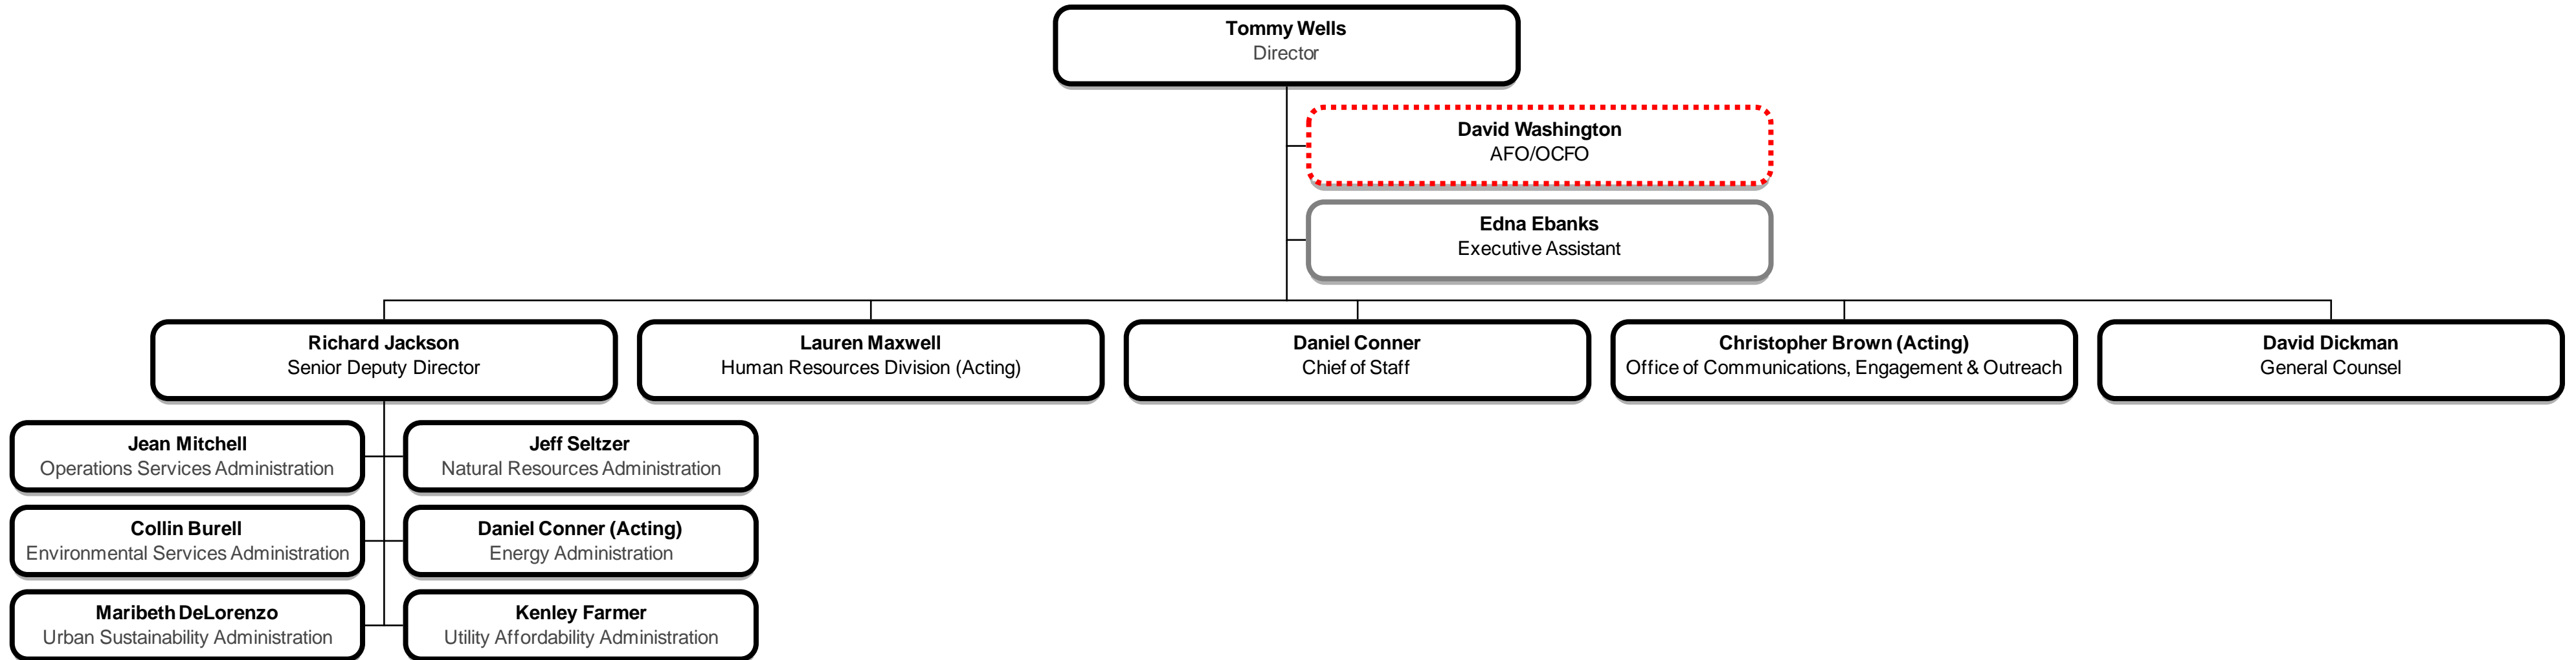 Tommy Wells
Director
David Washington
AFO/OCFO
Edna Ebanks
Executive Assistant
Richard Jackson
Senior Deputy Director
Lauren Maxwell
Human Resources Division (Acting)
Daniel Conner
Chief of Staff
Christopher Brown (Acting)
Office of Communications, Engagement & Outreach
David Dickman
General Counsel
Jean Mitchell
Operations Services Administration
Jeff Seltzer
Natural Resources Administration
Collin Burell
Environmental Services Administration
Daniel Conner (Acting)
Energy Administration
Maribeth DeLorenzo
Urban Sustainability Administration
Kenley Farmer
Utility Affordability Administration